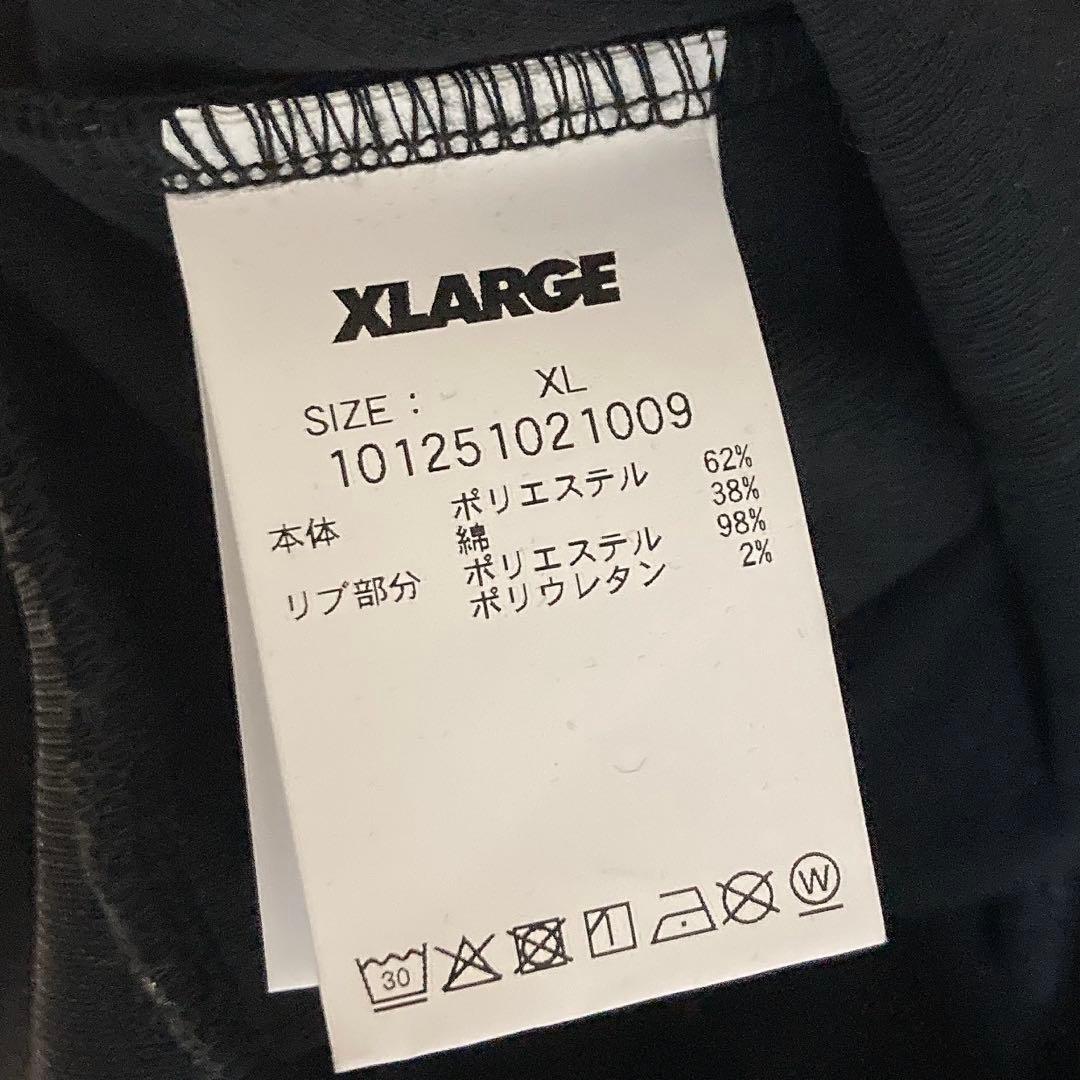 XLARGE
SIZE : XL
101251021009
本体 ポリエステル 62%
綿 38%
リブ部分 ポリエステル 98%
ポリウレタン 2%
30 W